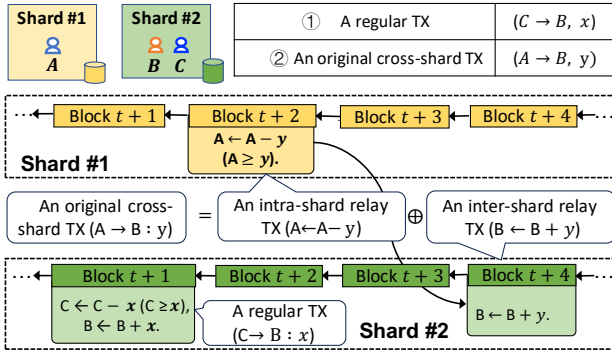 Shard #1
A
Shard #2
B C
① A regular TX (C → B, x)
② An original cross-shard TX (A → B, y)
... Block t + 1 Block t + 2 Block t + 3 Block t + 4 ...
A ← A − y
(A ≥ y).
Shard #1
An original cross-
shard TX (A → B : y)
=
An intra-shard relay
TX (A←A− y)
⊕
An inter-shard relay
TX (B ← B + y)
... Block t + 1 Block t + 2 Block t + 3 Block t + 4 ...
C ← C − x (C ≥x),
B ← B + x.
A regular TX
(C→ B : x)
B ← B + y.
Shard #2